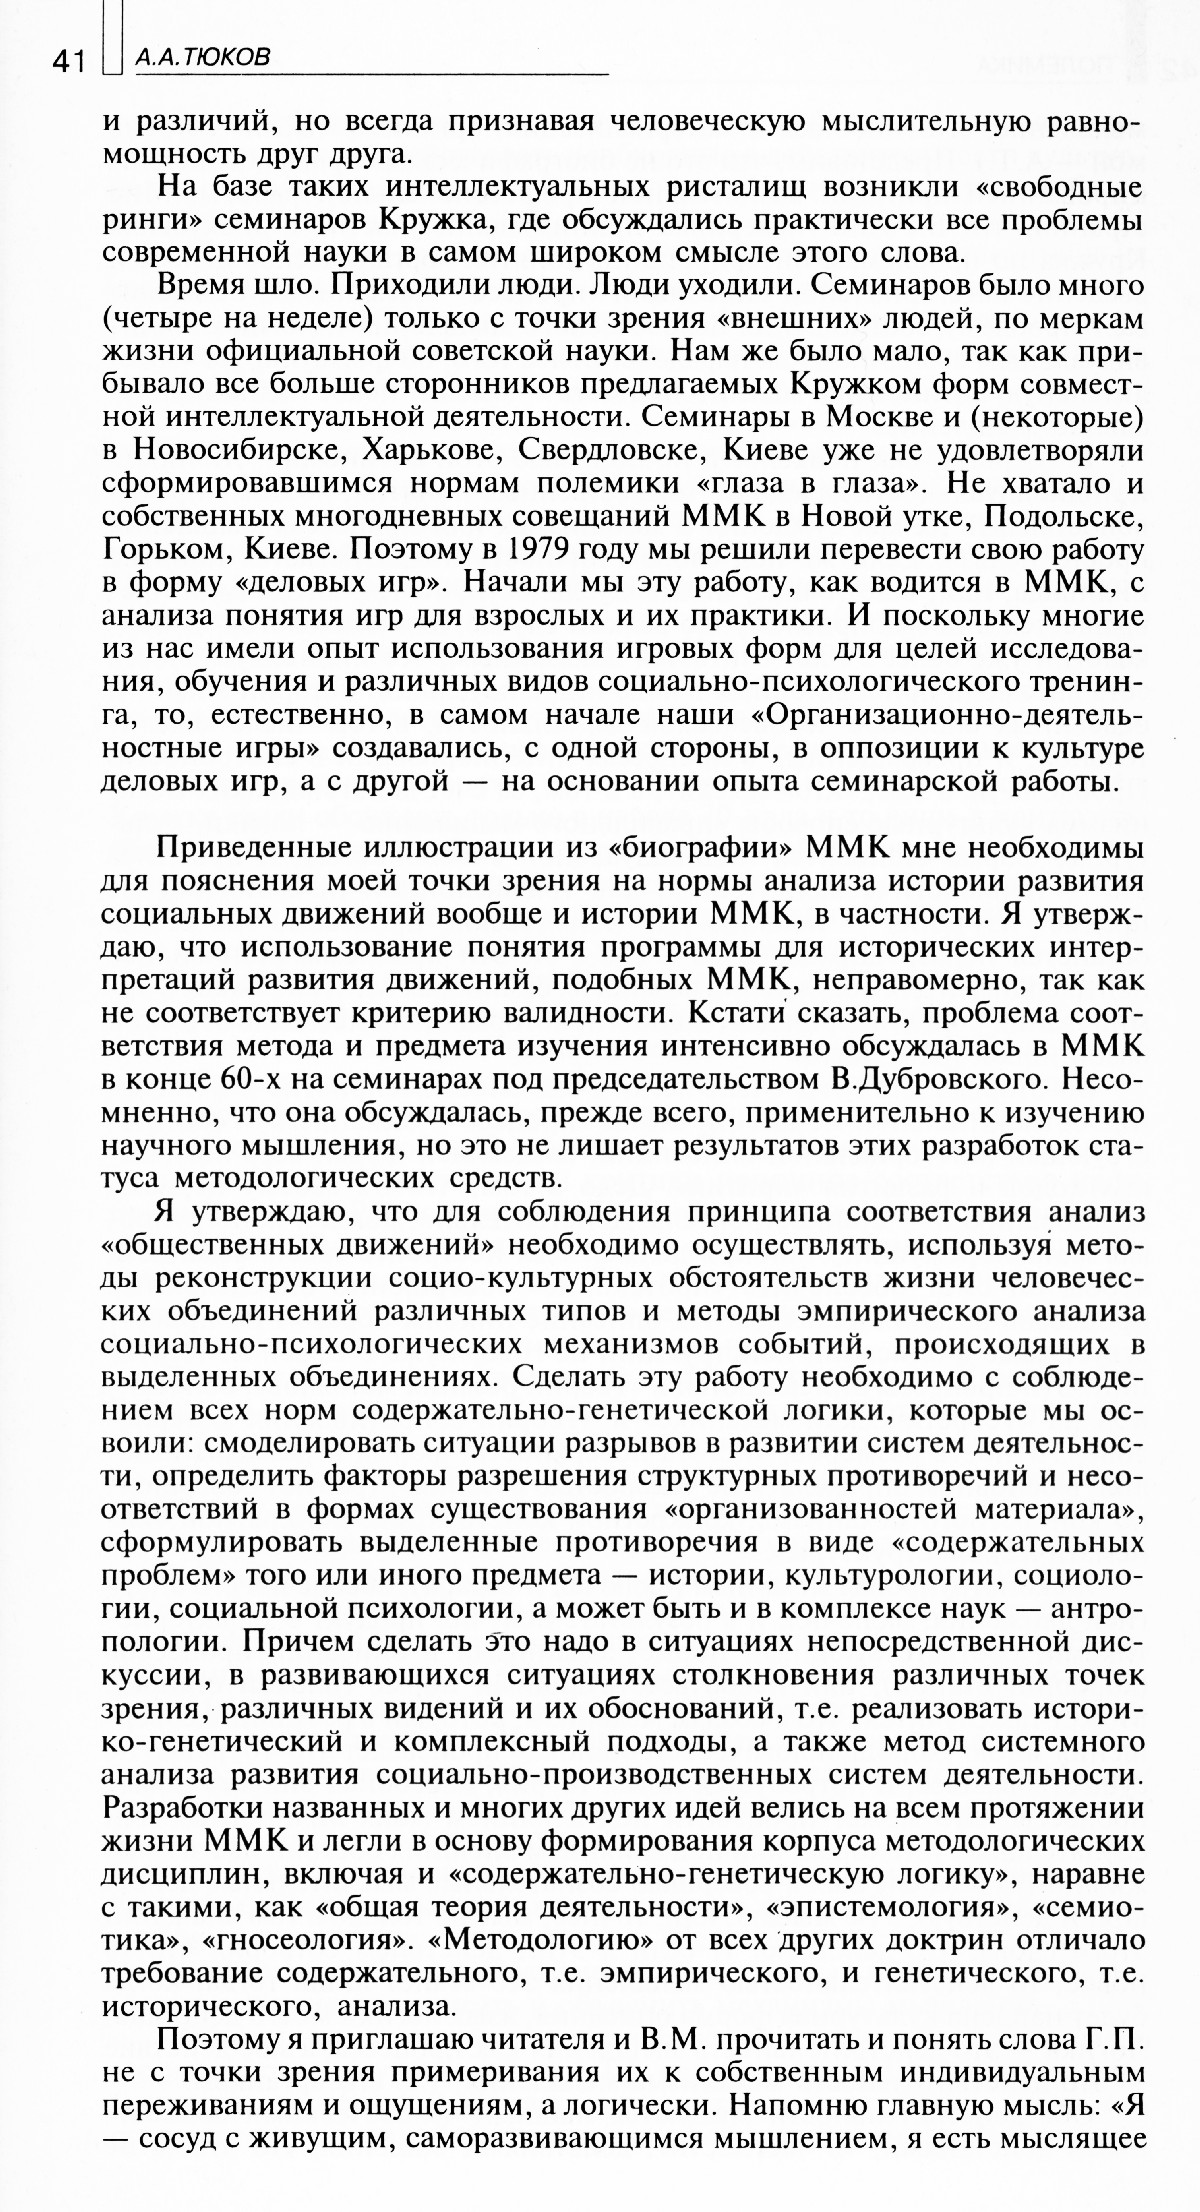 41
А.А.ТЮКОВ
и различий, но всегда признавая человеческую мыслительную равно-
мощность друг друга.
На базе таких интеллектуальных ристалищ возникли «свободные
ринги» семинаров Кружка, где обсуждались практически все проблемы
современной науки в самом широком смысле этого слова.
Время шло. Приходили люди. Люди уходили. Семинаров было много
(четыре на неделе) только с точки зрения «внешних» людей, по меркам
жизни официальной советской науки. Нам же было мало, так как при-
бывало все больше сторонников предлагаемых Кружком форм совмест-
ной интеллектуальной деятельности. Семинары в Москве и (некоторые)
в Новосибирске, Харькове, Свердловске, Киеве уже не удовлетворяли
сформировавшимся нормам полемики «глаза в глаза». Не хватало и
собственных многодневных совещаний ММК в Новой утке, Подольске,
Горьком, Киеве. Поэтому в 1979 году мы решили перевести свою работу
в форму «деловых игр». Начали мы эту работу, как водится в ММК, с
анализа понятия игр для взрослых и их практики. И поскольку многие
из нас имели опыт использования игровых форм для целей исследова-
ния, обучения и различных видов социально-психологического тренин-
га, то, естественно, в самом начале наши «Организационно-деятель-
ностные игры» создавались, с одной стороны, в оппозиции к культуре
деловых игр, а с другой — на основании опыта семинарской работы.
Приведенные иллюстрации из «биографии» ММК мне необходимы
для пояснения моей точки зрения на нормы анализа истории развития
социальных движений вообще и истории ММК, в частности. Я утверж-
даю, что использование понятия программы для исторических интер-
претаций развития движений, подобных ММК, неправомерно, так как
не соответствует критерию валидности. Кстати сказать, проблема соот-
ветствия метода и предмета изучения интенсивно обсуждалась в ММК
в конце 60-х на семинарах под председательством В.Дубровского. Несо-
мненно, что она обсуждалась, прежде всего, применительно к изучению
научного мышления, но это не лишает результатов этих разработок ста-
туса методологических средств.
Я утверждаю, что для соблюдения принципа соответствия анализ
«общественных движений» необходимо осуществлять, используя мето-
ды реконструкции социо-культурных обстоятельств жизни человечес-
ких объединений различных типов и методы эмпирического анализа
социально-психологических механизмов событий, происходящих в
выделенных объединениях. Сделать эту работу необходимо с соблюде-
нием всех норм содержательно-генетической логики, которые мы ос-
воили: смоделировать ситуации разрывов в развитии систем деятельнос-
ти, определить факторы разрешения структурных противоречий и несо-
ответствий в формах существования «организованностей материала»,
сформулировать выделенные противоречия в виде «содержательных
проблем» того или иного предмета — истории, культурологии, социоло-
гии, социальной психологии, а может быть и в комплексе наук — антро-
пологии. Причем сделать это надо в ситуациях непосредственной дис-
куссии, в развивающихся ситуациях столкновения различных точек
зрения, различных видений и их обоснований, т.е. реализовать истори-
ко-генетический и комплексный подходы, а также метод системного
анализа развития социально-производственных систем деятельности.
Разработки названных и многих других идей велись на всем протяжении
жизни ММК и легли в основу формирования корпуса методологических
дисциплин, включая и «содержательно-генетическую логику», наравне
с такими, как «общая теория деятельности», «эпистемология», «семио-
тика», «гносеология». «Методологию» от всех других доктрин отличало
требование содержательного, т.е. эмпирического, и генетического, т.е.
исторического, анализа.
Поэтому я приглашаю читателя и В.М. прочитать и понять слова Г.П.
не с точки зрения примеривания их к собственным индивидуальным
переживаниям и ощущениям, а логически. Напомню главную мысль: «Я
— сосуд с живущим, саморазвивающимся мышлением, я есть мыслящее